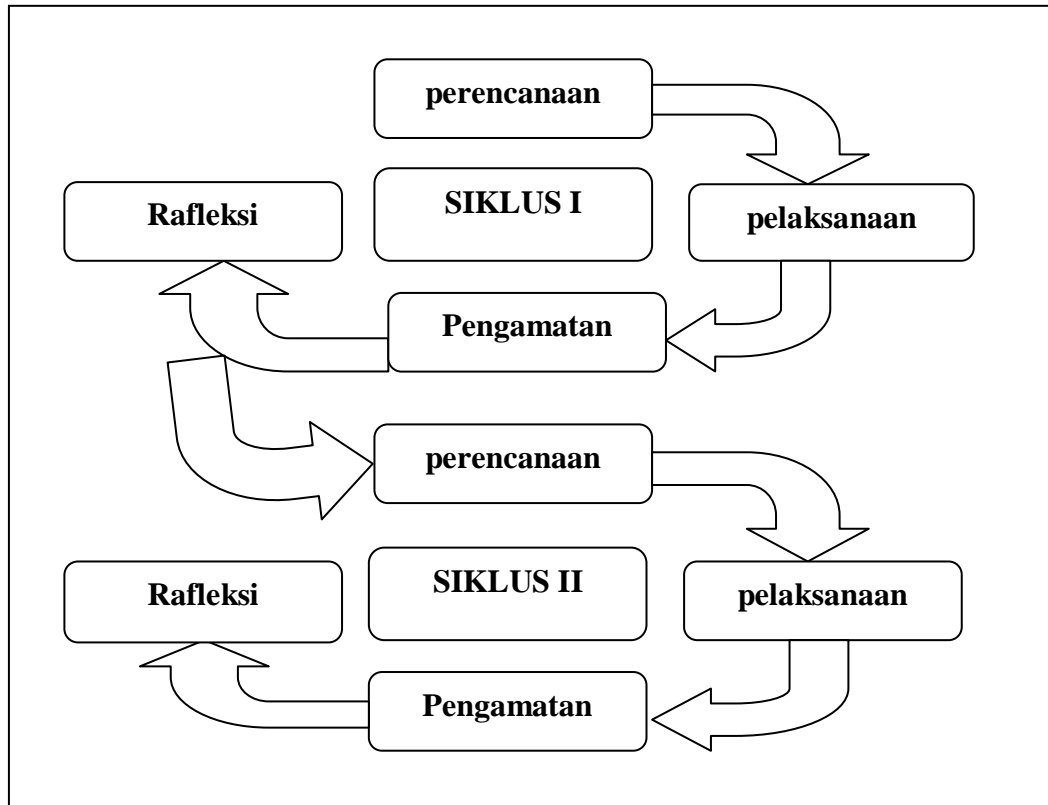 perencanaan
Rafleksi
SIKLUS I
pelaksanaan
Pengamatan
perencanaan
Rafleksi
SIKLUS II
pelaksanaan
Pengamatan